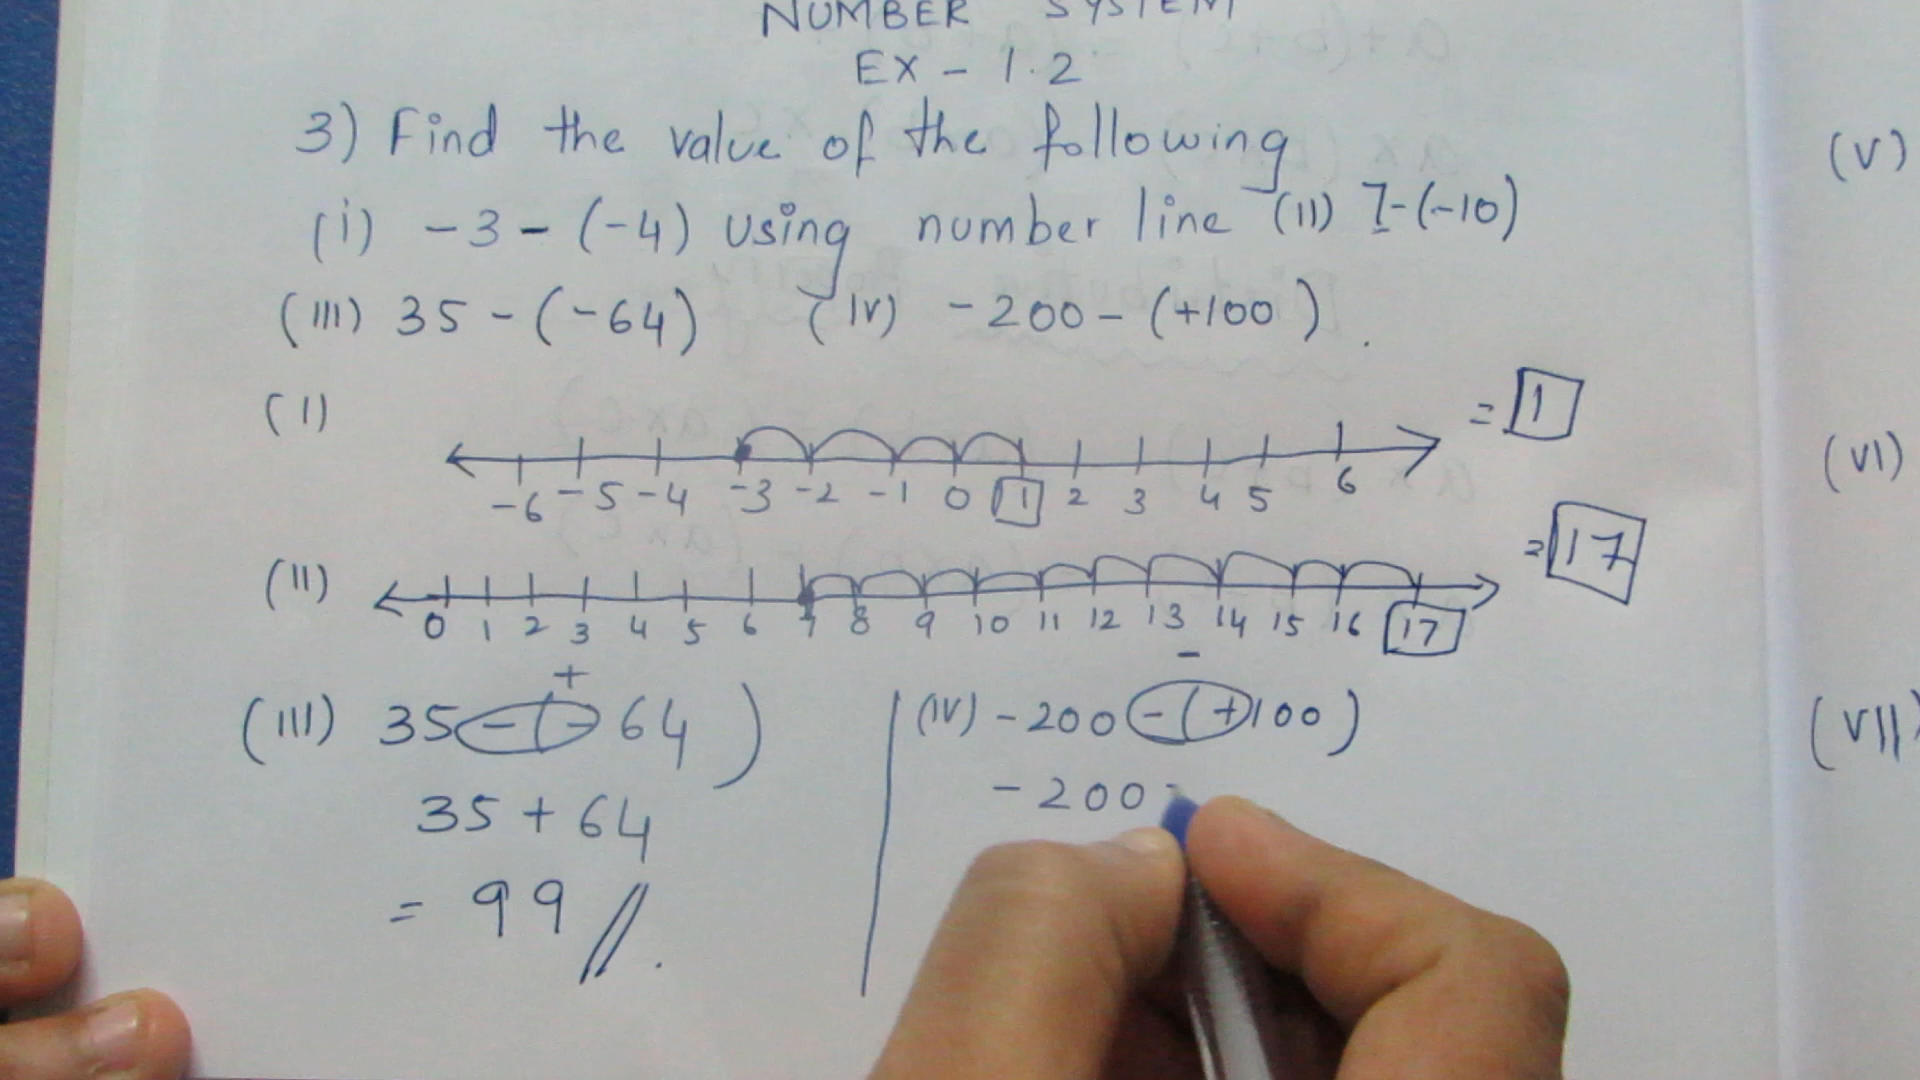 NUMBER SYSTEM
EX - 1.2
3) Find the value of the following
(i) -3 - (-4) using number line (ii) 7-(-10)
(iii) 35 - (-64) (iv) -200 - (+100).
(I)
= 1
-6 -5 -4 -3 -2 -1 0 1 2 3 4 5 6
(II)
= 17
0 1 2 3 4 5 6 7 8 9 10 11 12 13 14 15 16 17
+
(III) 35 - (-64)
35 + 64
= 99 //.
-
(IV) -200 - (+100)
-200
(V)
(VI)
(VII)